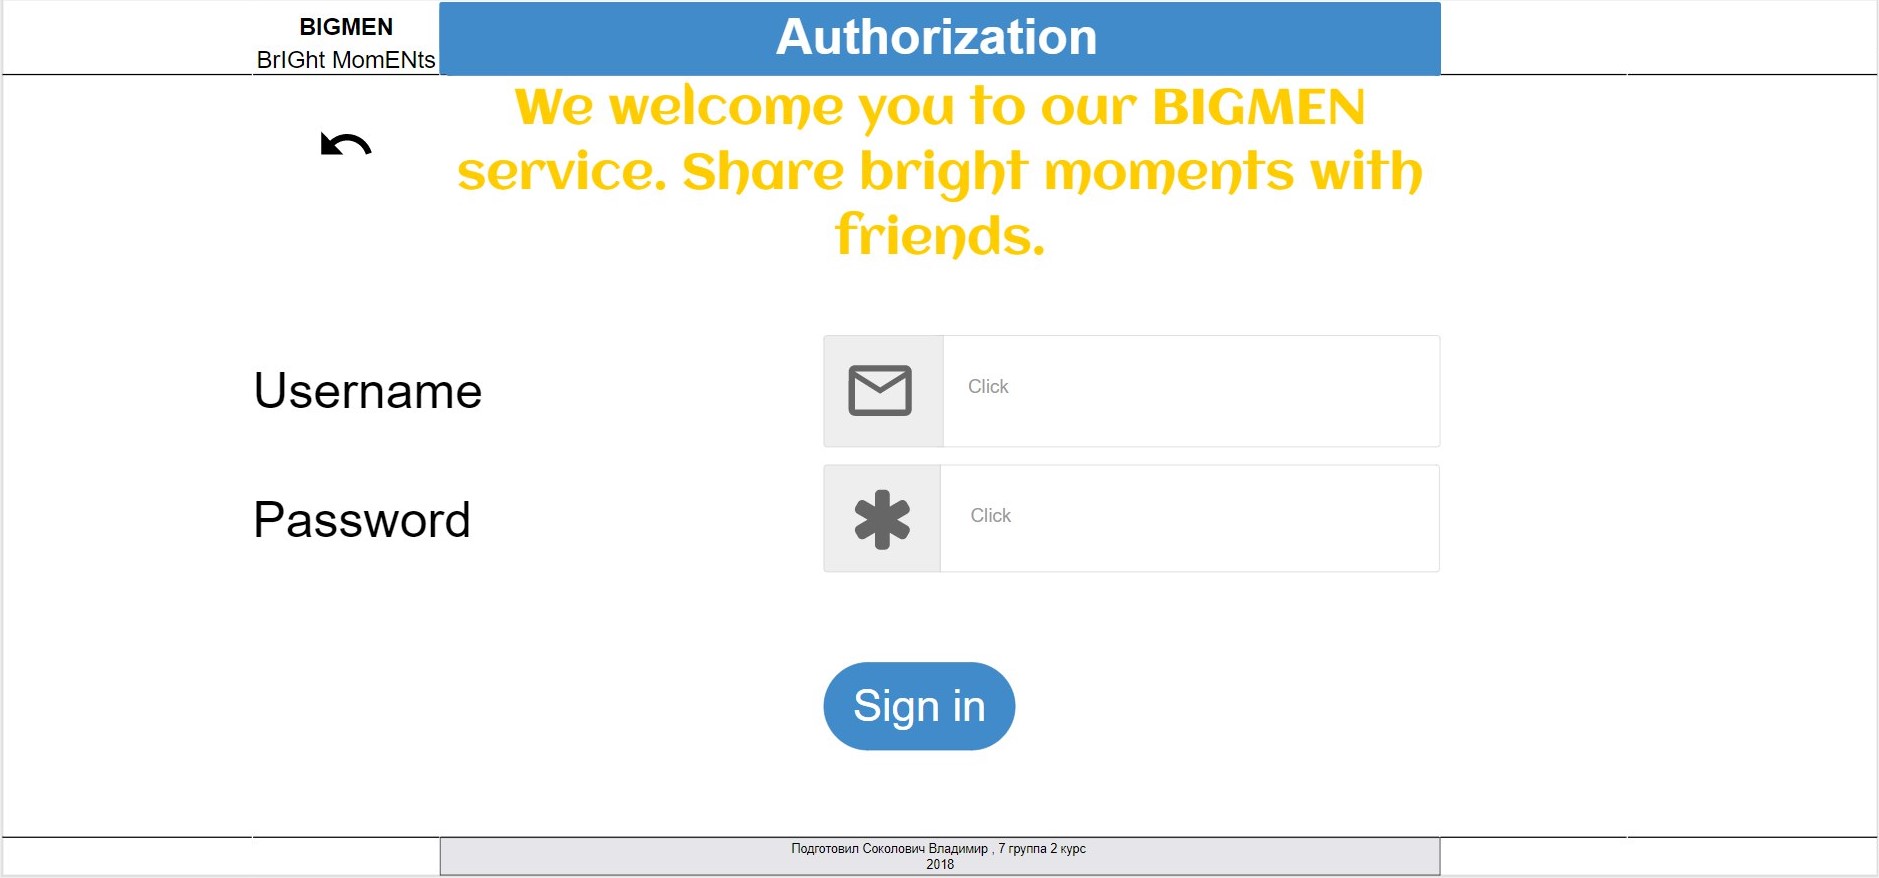 BIGMEN
BrIGht MomENts
Authorization
We welcome you to our BIGMEN
service. Share bright moments with
friends.
Username
Click
Password
Click
Sign in
Подготовил Соколович Владимир , 7 группа 2 курс
2018